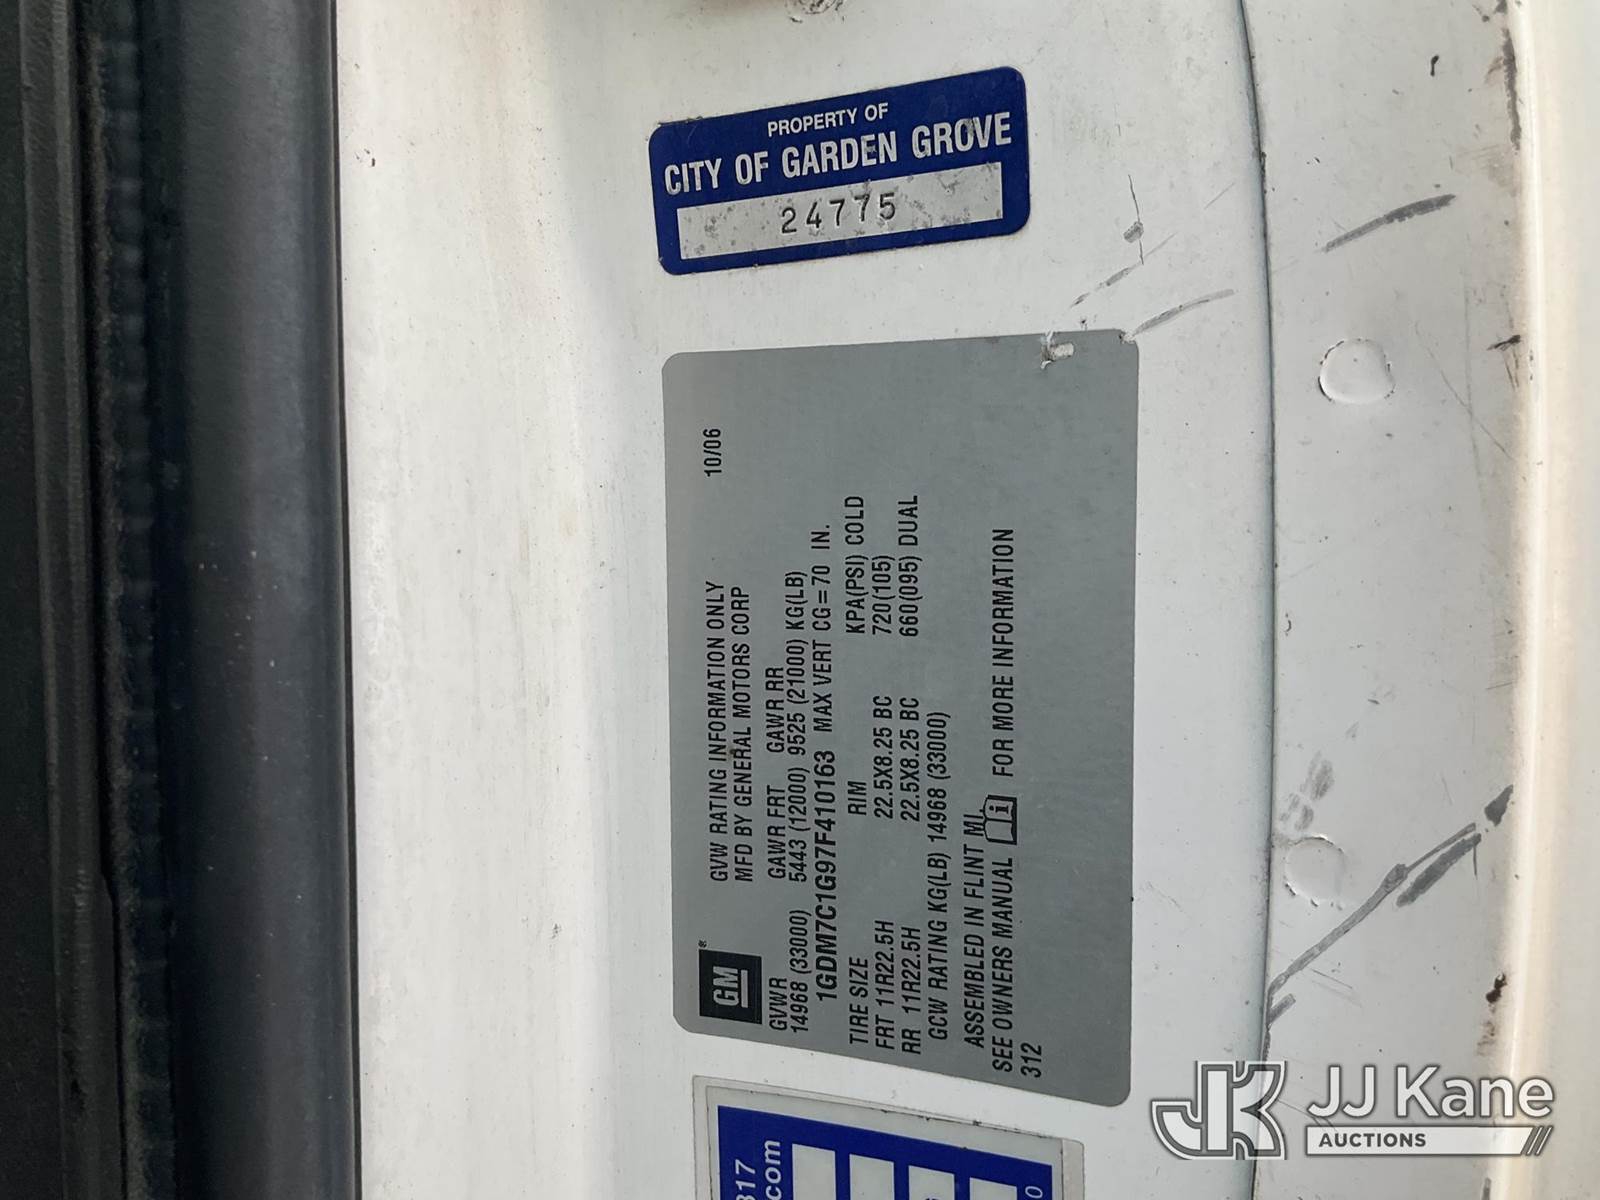 PROPERTY OF
CITY OF GARDEN GROVE
24775
GM
GVW RATING INFORMATION ONLY 10/06
MFD BY GENERAL MOTORS CORP
GVWR GAWR FRT GAWR RR
14968 (33000) 5443 (12000) 9525 (21000) KG(LB)
1GDM7C1G97F410163 MAX VERT CG=70 IN.
TIRE SIZE RIM KPA(PSI) COLD
FRT 11R22.5H 22.5X8.25 BC 720(105)
RR 11R22.5H 22.5X8.25 BC 660(095) DUAL
GCW RATING KG(LB) 14968 (33000)
ASSEMBLED IN FLINT MI,
SEE OWNERS MANUAL i FOR MORE INFORMATION
312
317
com
JK JJ Kane
AUCTIONS